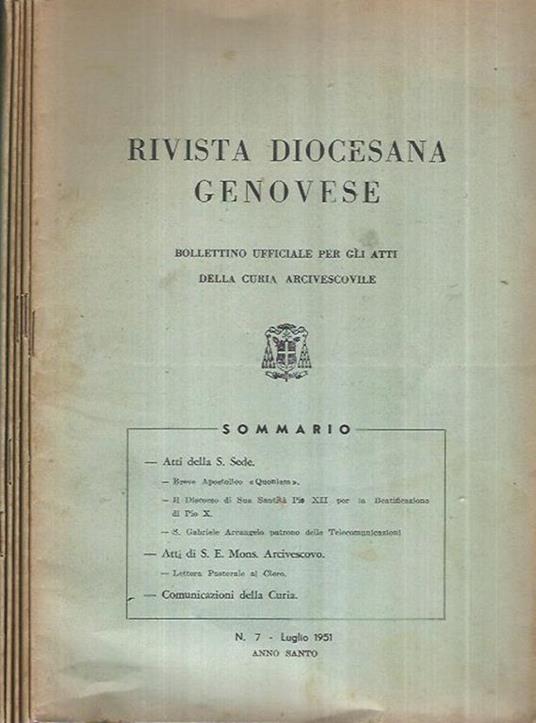 RIVISTA DIOCESANA
GENOVESE
BOLLETTINO UFFICIALE PER GLI ATTI
DELLA CURIA ARCIVESCOVILE
SOMMARIO
— Atti della S. Sede.
— Breve Apostolico «Quoniam».
— Il Discorso di Sua Santità Pio XII per la Beatificazione
di Pio X.
— S. Gabriele Arcangelo patrono delle Telecomunicazioni
— Atti di S. E. Mons. Arcivescovo.
— Lettera Pastorale al Clero.
— Comunicazioni della Curia.
N. 7 - Luglio 1951
ANNO SANTO